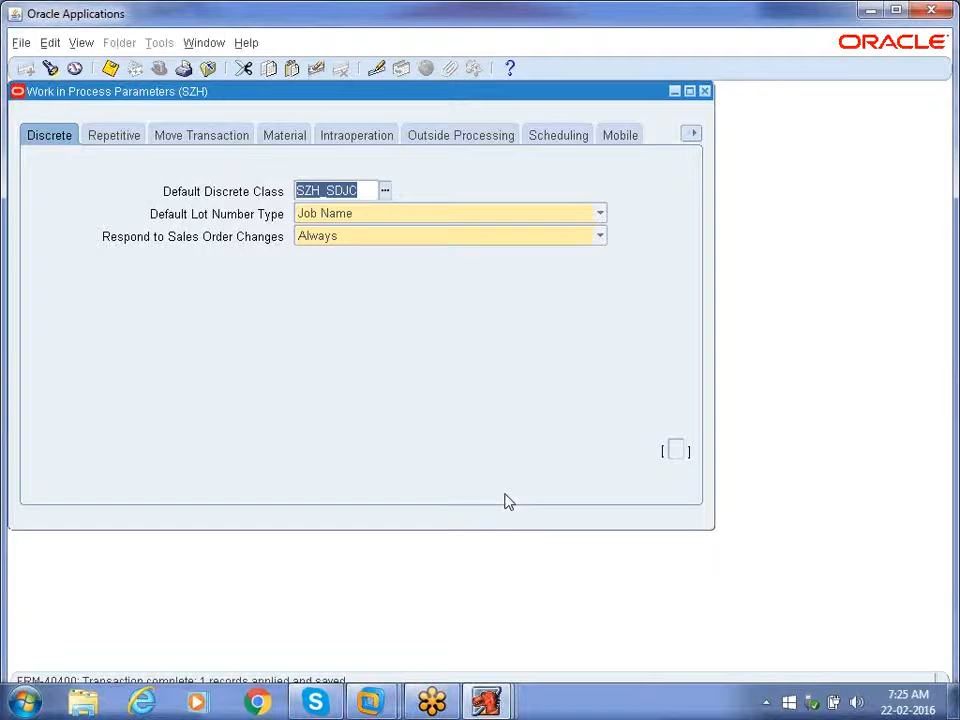 Oracle Applications
File Edit View Folder Tools Window Help
ORACLE
Work in Process Parameters (SZH)
Discrete Repetitive Move Transaction Material Intraoperation Outside Processing Scheduling Mobile
Default Discrete Class SZH_SDJC
Default Lot Number Type Job Name
Respond to Sales Order Changes Always
[ ]
FRM-40400: Transaction complete: 1 records applied and saved.
7:25 AM
22-02-2016